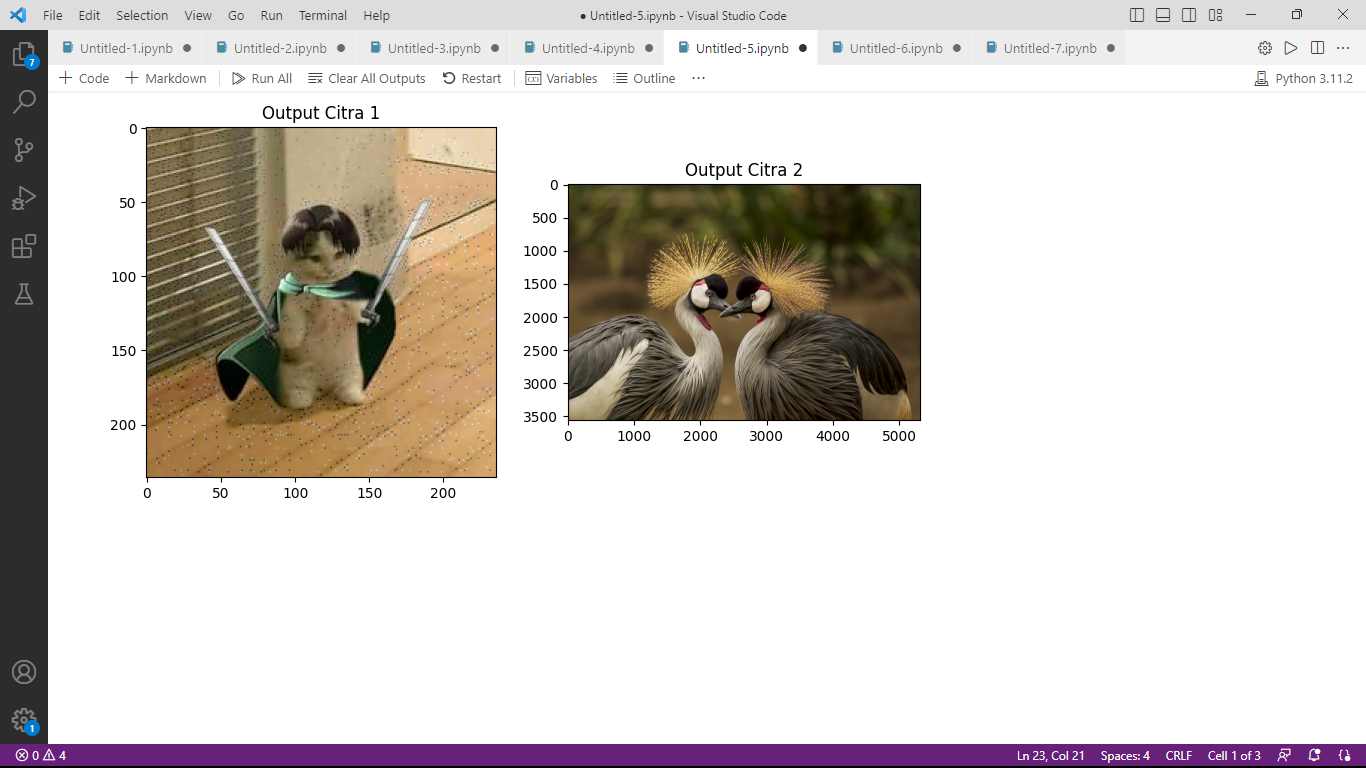 File Edit Selection View Go Run Terminal Help ● Untitled-5.ipynb - Visual Studio Code
7
Untitled-1.ipynb Untitled-2.ipynb Untitled-3.ipynb Untitled-4.ipynb Untitled-5.ipynb Untitled-6.ipynb Untitled-7.ipynb
+ Code + Markdown Run All Clear All Outputs Restart Variables Outline ··· Python 3.11.2
Output Citra 1
0
50
100
150
200
0 50 100 150 200
Output Citra 2
0
500
1000
1500
2000
2500
3000
3500
0 1000 2000 3000 4000 5000
1
0 4 Ln 23, Col 21 Spaces: 4 CRLF Cell 1 of 3